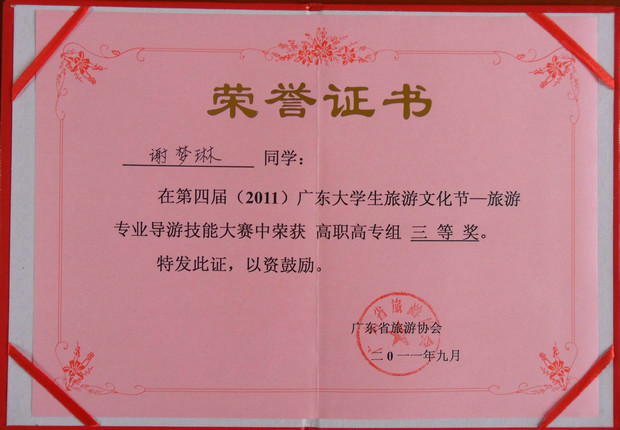 荣誉证书
谢梦琳 同学：
在第四届（2011）广东大学生旅游文化节—旅游
专业导游技能大赛中荣获 高职高专组 三 等 奖。
特发此证，以资鼓励。
广东省旅游协会
二0一一年九月